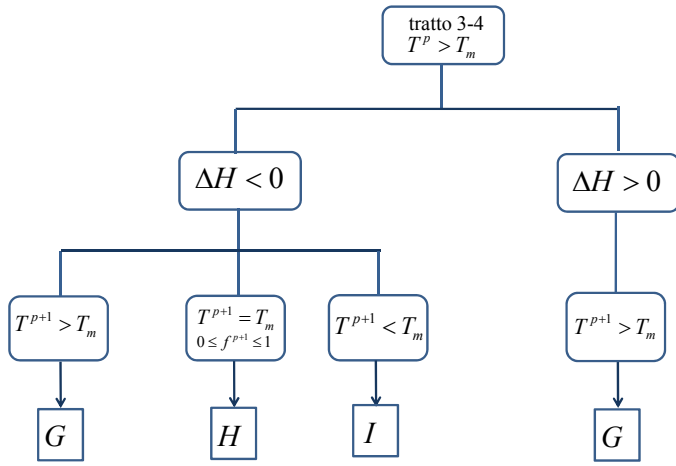 tratto 3-4
T^p > T_m
ΔH < 0
ΔH > 0
T^{p+1} > T_m
T^{p+1} = T_m
0 ≤ f^{p+1} ≤ 1
T^{p+1} < T_m
T^{p+1} > T_m
G
H
I
G